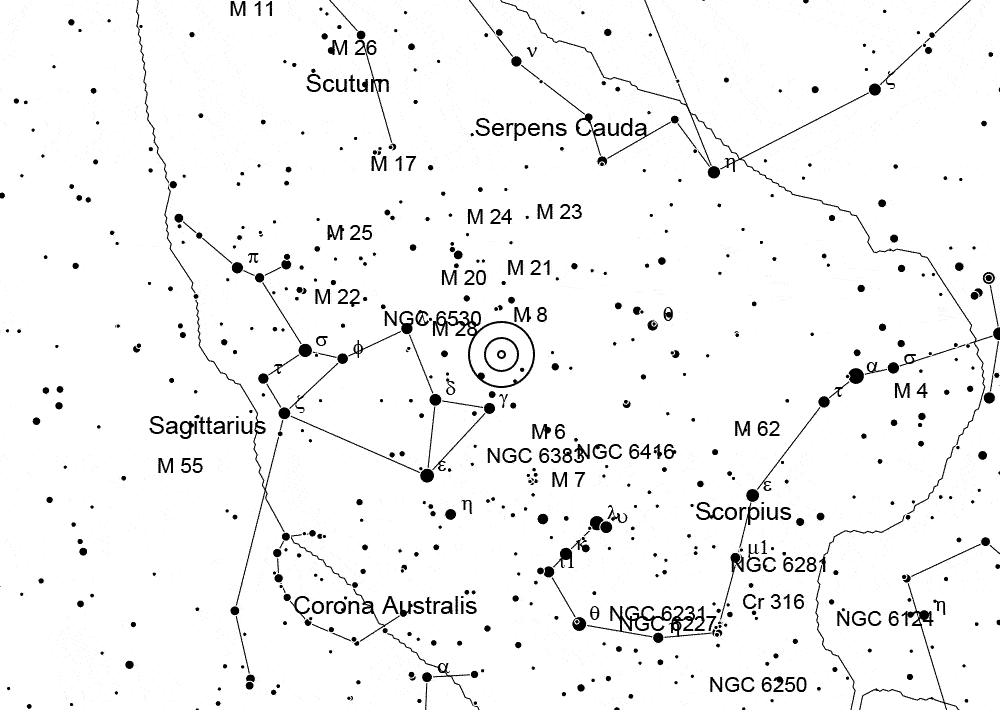 M 11
M 26
ν
Scutum
ζ
Serpens Cauda
M 17
η
M 24
M 23
M 25
π
M 21
M 20
M 22
M 8
θ
NGC 6530
λ
M 28
σ
ϕ
σ
α
τ
δ
M 4
τ
γ
ζ
Sagittarius
M 6
M 62
NGC 6383
NGC 6416
M 55
ε
M 7
ε
η
Scorpius
λ
υ
κ
μ1
ι1
NGC 6281
Corona Australis
Cr 316
θ
NGC 6231
η
NGC 6124
NGC 6227
η
α
NGC 6250